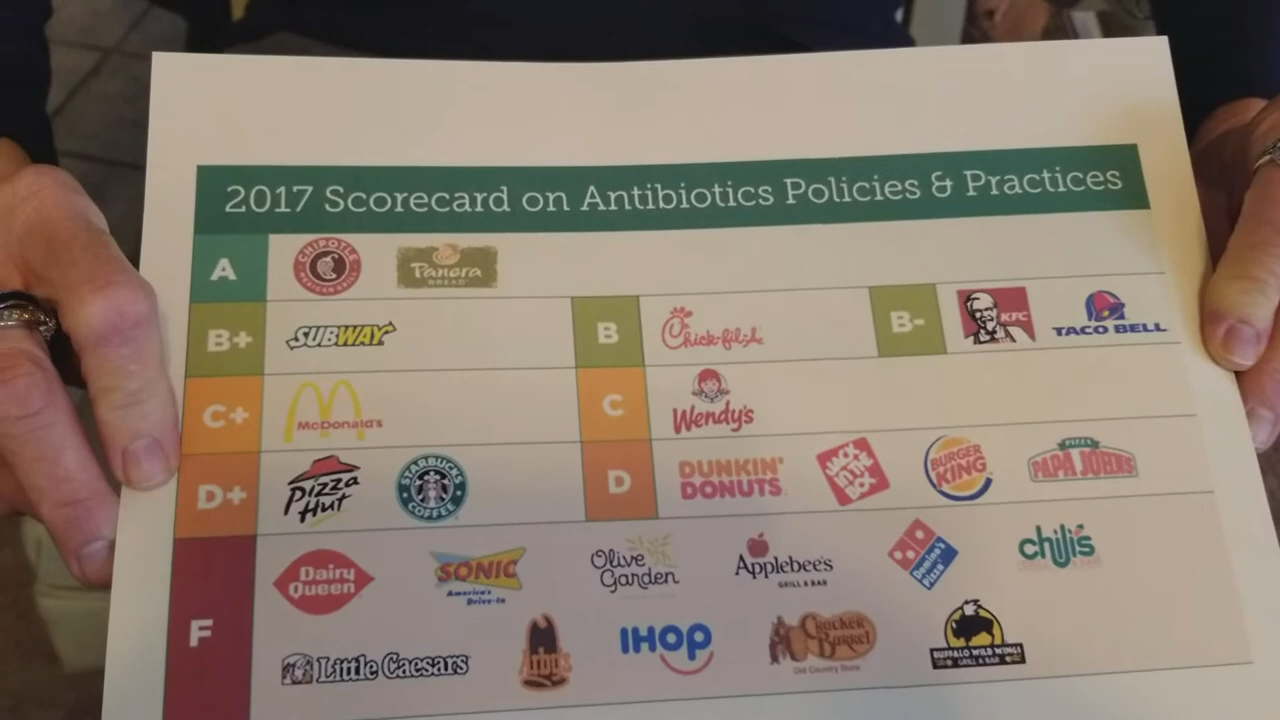 2017 Scorecard on Antibiotics Policies & Practices
A
CHIPOTLE
MEXICAN GRILL
Panera
BREAD
B+
SUBWAY
B
Chick-fil-A
B-
KFC
TACO BELL
C+
McDonald's
C
Wendy's
D+
Pizza
Hut
STARBUCKS
COFFEE
D
DUNKIN'
DONUTS
JACK
IN THE
BOX
BURGER
KING
PIZZA
PAPA JOHNS
F
Dairy
Queen
SONIC
America's
Drive-In
Olive
Garden
Applebee's
GRILL & BAR
Domino's
Pizza
chili's
Little Caesars
Arby's
IHOP
Cracker
Barrel
Old Country Store
BUFFALO WILD WINGS
GRILL & BAR